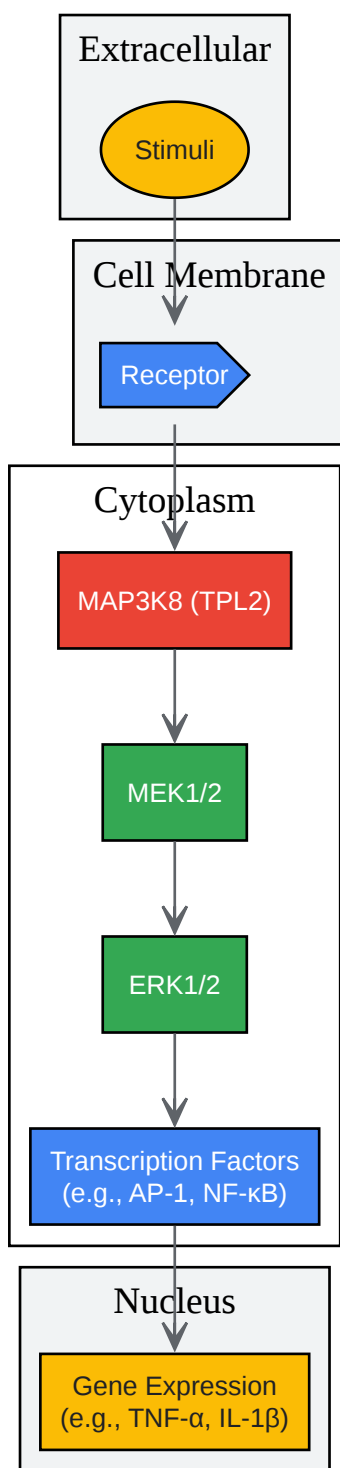 Extracellular
Stimuli
Cell Membrane
Receptor
Cytoplasm
MAP3K8 (TPL2)
MEK1/2
ERK1/2
Transcription Factors
(e.g., AP-1, NF-κB)
Nucleus
Gene Expression
(e.g., TNF-α, IL-1β)